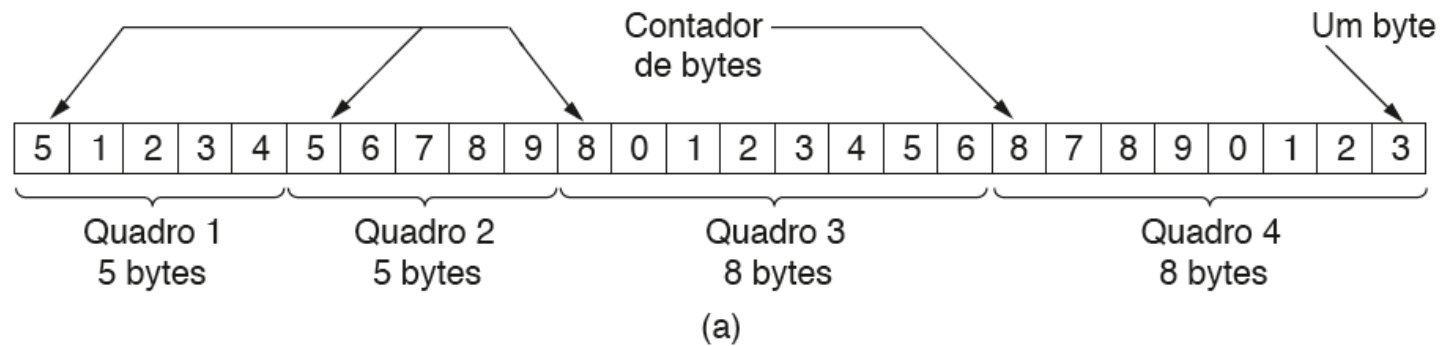 Contador
de bytes
Um byte
5 1 2 3 4 5 6 7 8 9 8 0 1 2 3 4 5 6 8 7 8 9 0 1 2 3
Quadro 1
5 bytes
Quadro 2
5 bytes
Quadro 3
8 bytes
Quadro 4
8 bytes
(a)